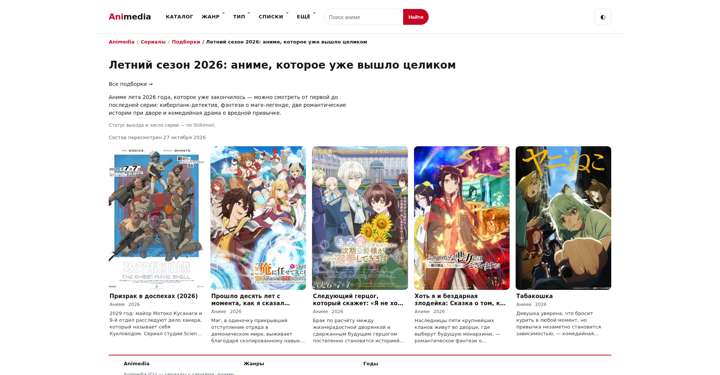 Animedia
КАТАЛОГ ЖАНР ТИП СПИСКИ ЕЩЁ
Поиск аниме
Найти
Animedia / Сериалы / Подборки / Летний сезон 2026: аниме, которое уже вышло целиком
Летний сезон 2026: аниме, которое уже вышло целиком
Все подборки →
Аниме лета 2026 года, которое уже закончилось — можно смотреть от первой до
последней серии: киберпанк-детектив, фэнтези о маге-легенде, две романтические
истории при дворе и комедийная драма о вредной привычке.
Статус выхода и число серий — по Shikimori.
Состав пересмотрен 27 октября 2026
ヤニねこ
Призрак в доспехах (2026)
Аниме 2026
2029 год: майор Мотоко Кусанаги и
9-й отдел расследуют дело хакера,
который называет себя
Кукловодом. Сериал студии Scien…
Прошло десять лет с
момента, как я сказал…
Аниме 2026
Маг, в одиночку прикрывший
отступление отряда в
демоническом мире, выживает
благодаря скопированному навык…
Следующий герцог,
который скажет: «Я не хо…
Аниме 2026
Брак по расчёту между
жизнерадостной дворянкой и
сдержанным будущим герцогом
постепенно становится историей…
Хоть я и бездарная
злодейка: Сказка о том, к…
Аниме 2026
Наследницы пяти крупнейших
кланов живут во дворце, где
выберут будущую монархиню, —
романтическое фэнтези о…
Табакошка
Аниме 2026
Девушка уверена, что бросит
курить в любой момент, но
привычка незаметно становится
зависимостью, — комедийная…
Animedia
Жанры
Годы